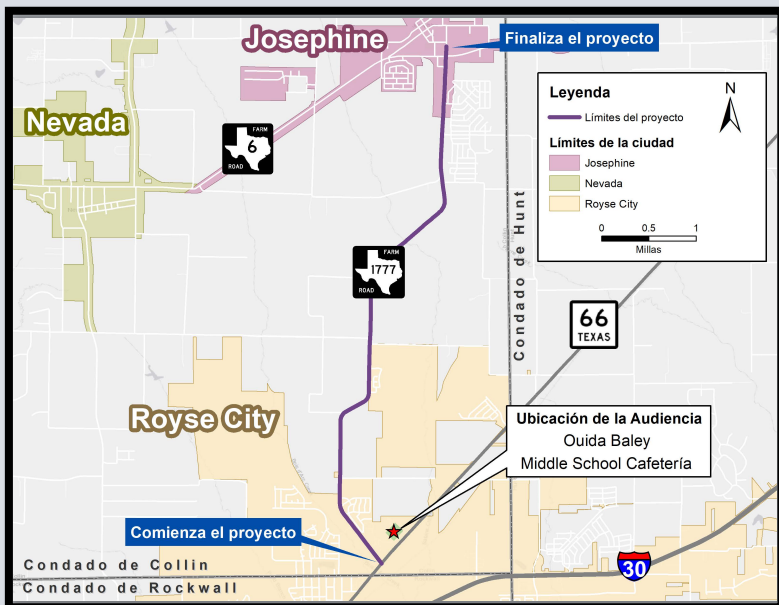 Josephine
Finaliza el proyecto
Leyenda
Límites del proyecto
Límites de la ciudad
Josephine
Nevada
Royse City
0 0.5 1
Millas
N
Nevada
FARM
6
ROAD
FARM
1777
ROAD
Condado de Hunt
66
TEXAS
Royse City
Ubicación de la Audiencia
Ouida Baley
Middle School Cafetería
Comienza el proyecto
30
Condado de Collin
Condado de Rockwall